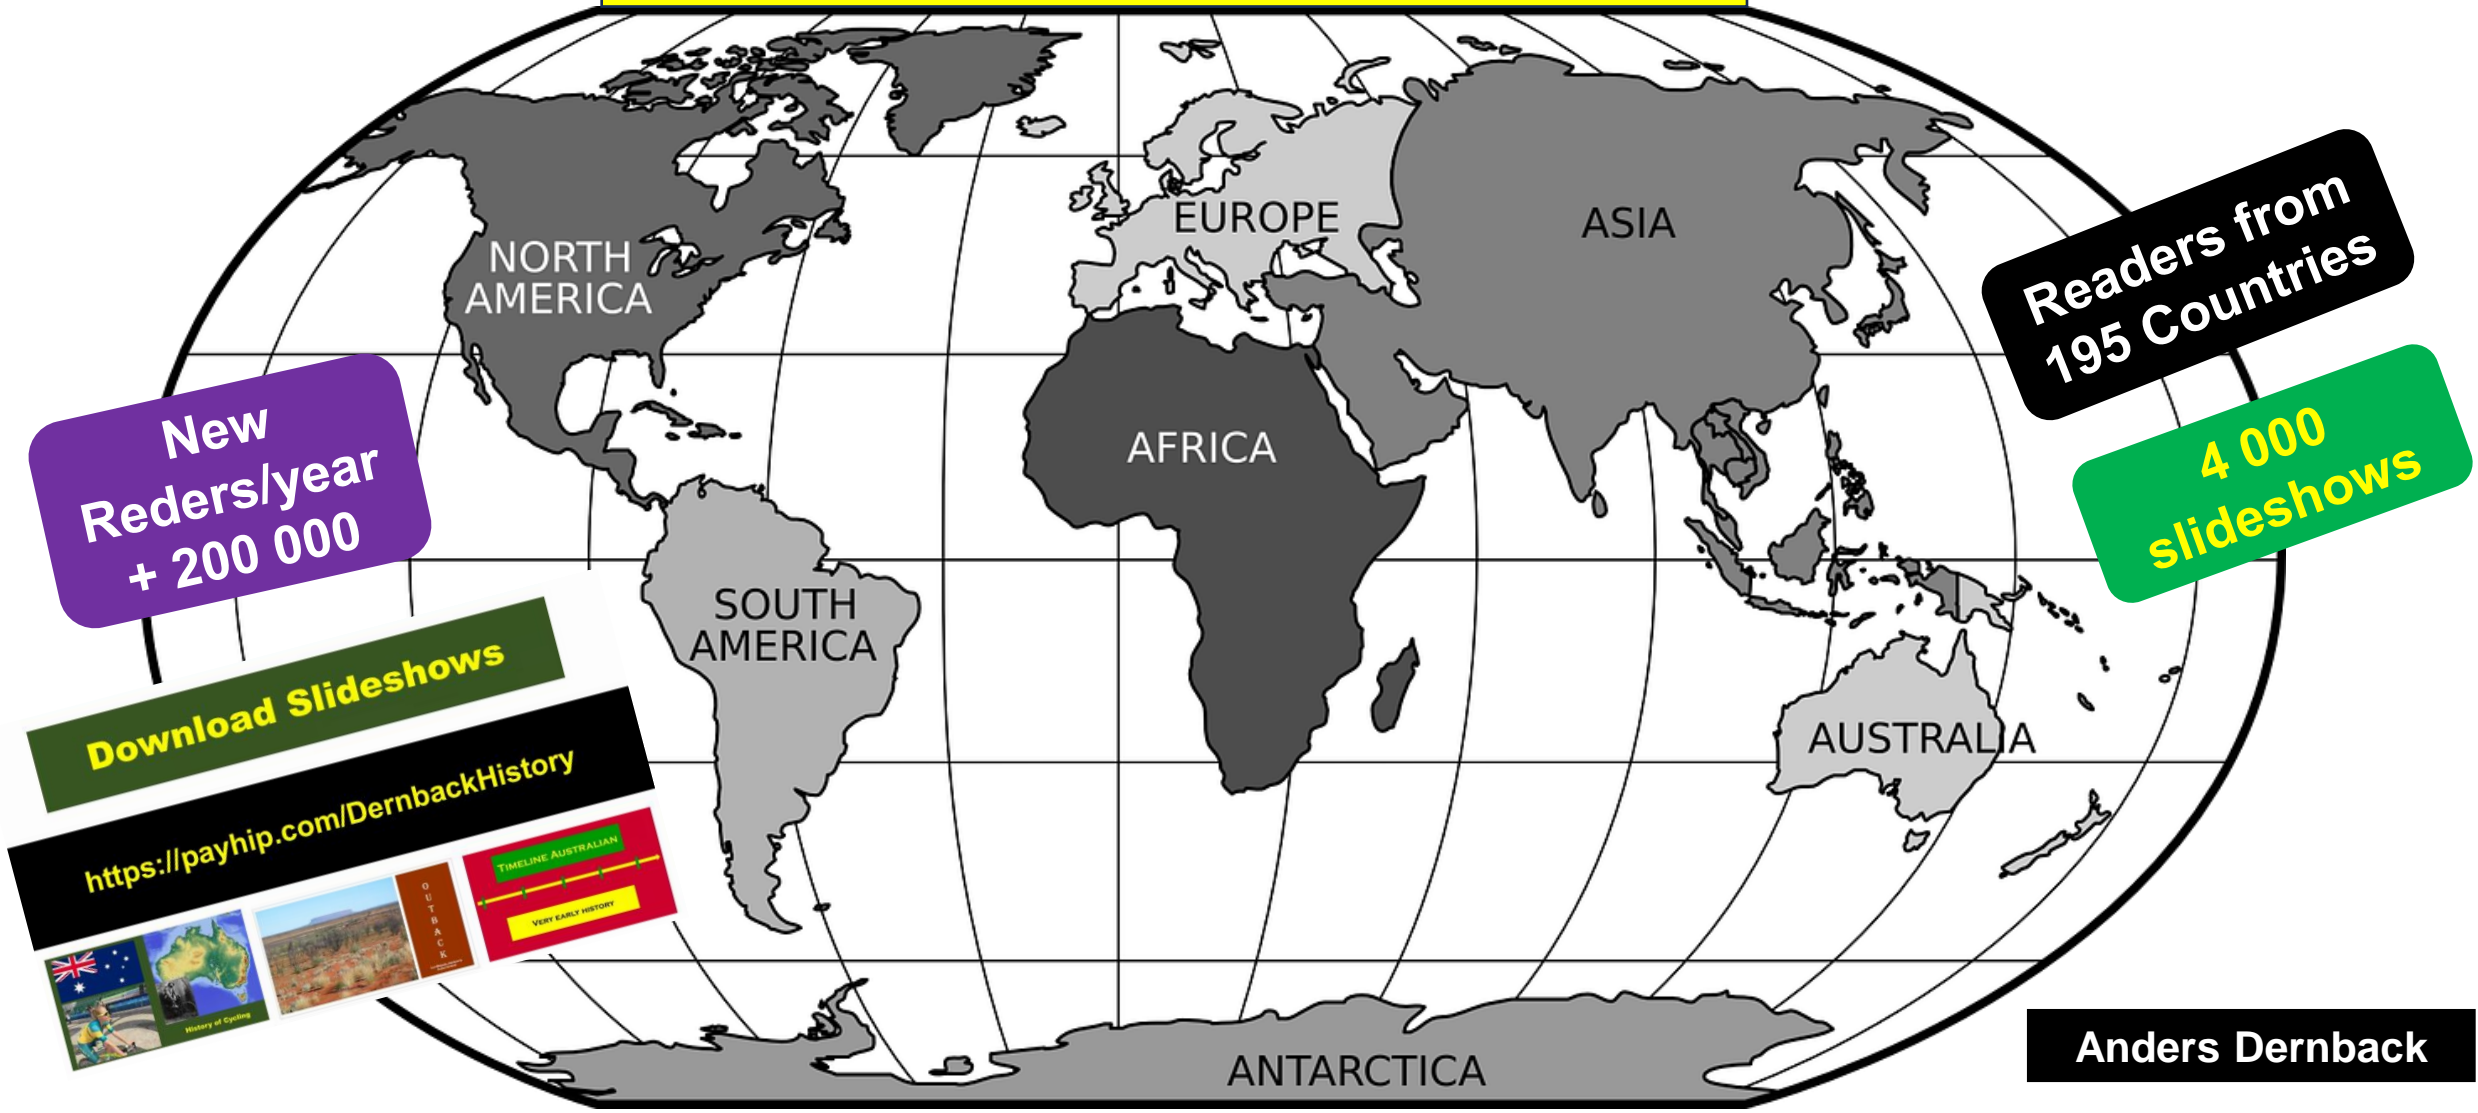 NORTH
AMERICA
EUROPE
ASIA
AFRICA
SOUTH
AMERICA
AUSTRALIA
ANTARCTICA
Readers from
195 Countries
4 000
slideshows
New
Reders/year
+ 200 000
Download Slideshows
https://payhip.com/DernbackHistory
TIMELINE AUSTRALIAN
VERY EARLY HISTORY
OUTBACK
History of Cycling
Anders Dernback